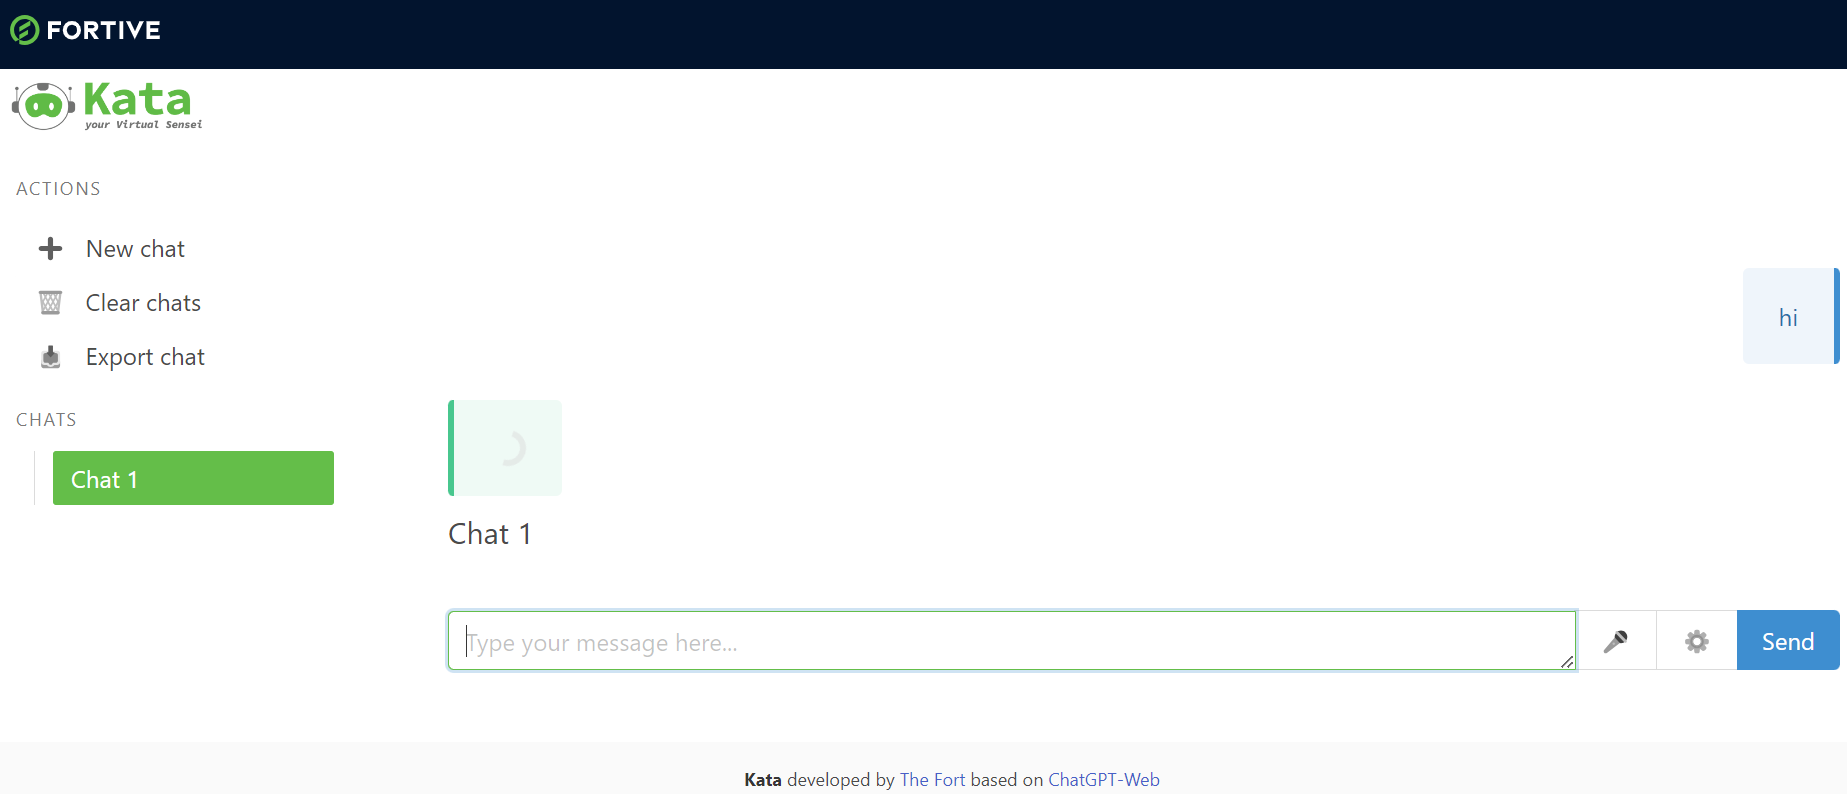 FORTIVE
Kata
your Virtual Sensei
ACTIONS
New chat
Clear chats
Export chat
CHATS
Chat 1
hi
Chat 1
Type your message here...
Send
Kata developed by The Fort based on ChatGPT-Web